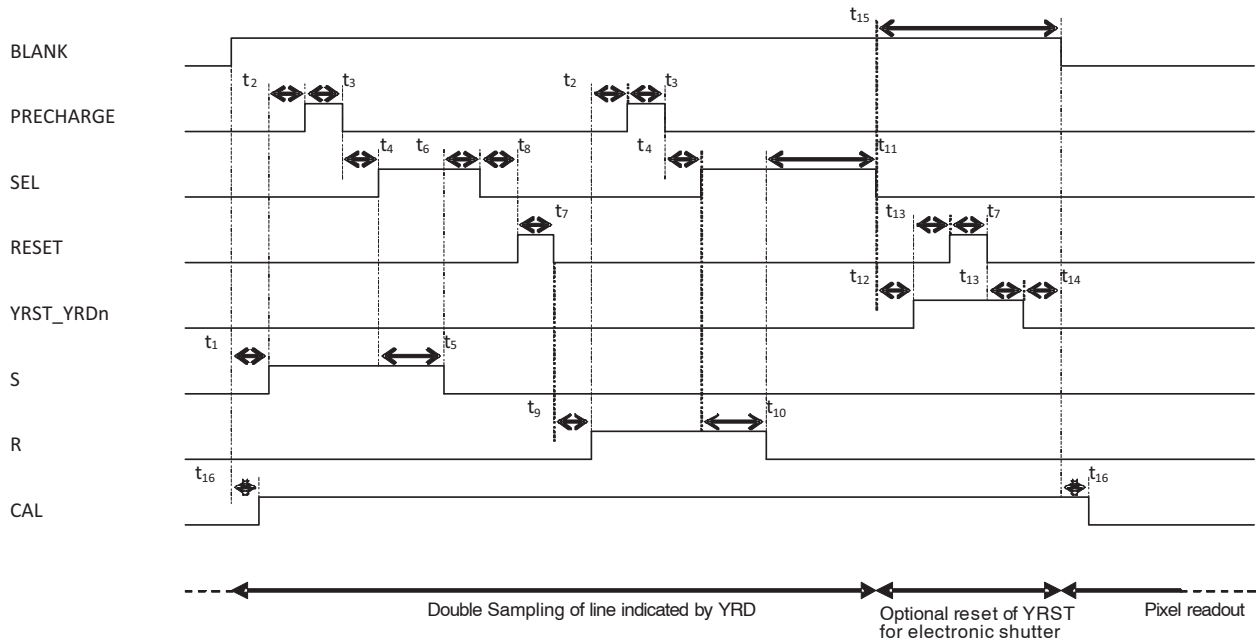 t15
BLANK
t2 t3 t2 t3
PRECHARGE
t4 t6 t8 t4 t11
SEL
t7 t13 t7
RESET
t12 t13 t14
YRST_YRDn
t1 t5
S
t9 t10
R
t16 t16
CAL
Double Sampling of line indicated by YRD
Optional reset of YRST
for electronic shutter
Pixel readout